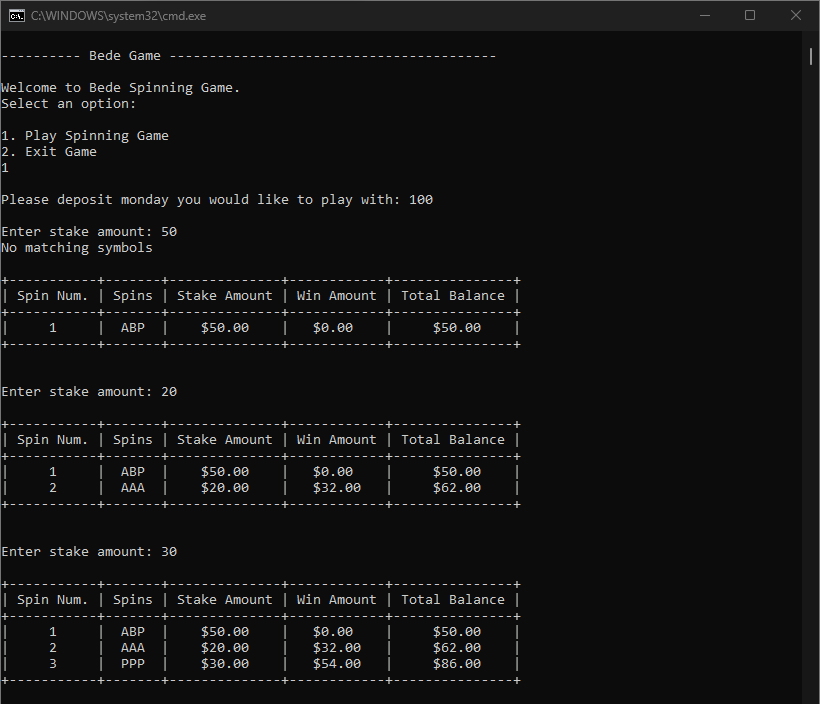 C:\WINDOWS\system32\cmd.exe
---------- Bede Game -----------------------------------------
Welcome to Bede Spinning Game.
Select an option:
1. Play Spinning Game
2. Exit Game
1
Please deposit monday you would like to play with: 100
Enter stake amount: 50
No matching symbols
+-----------+-------+--------------+------------+---------------+
| Spin Num. | Spins | Stake Amount | Win Amount | Total Balance |
+-----------+-------+--------------+------------+---------------+
|     1     |  ABP  |    $50.00    |   $0.00    |     $50.00    |
+-----------+-------+--------------+------------+---------------+
Enter stake amount: 20
+-----------+-------+--------------+------------+---------------+
| Spin Num. | Spins | Stake Amount | Win Amount | Total Balance |
+-----------+-------+--------------+------------+---------------+
|     1     |  ABP  |    $50.00    |   $0.00    |     $50.00    |
|     2     |  AAA  |    $20.00    |   $32.00   |     $62.00    |
+-----------+-------+--------------+------------+---------------+
Enter stake amount: 30
+-----------+-------+--------------+------------+---------------+
| Spin Num. | Spins | Stake Amount | Win Amount | Total Balance |
+-----------+-------+--------------+------------+---------------+
|     1     |  ABP  |    $50.00    |   $0.00    |     $50.00    |
|     2     |  AAA  |    $20.00    |   $32.00   |     $62.00    |
|     3     |  PPP  |    $30.00    |   $54.00   |     $86.00    |
+-----------+-------+--------------+------------+---------------+